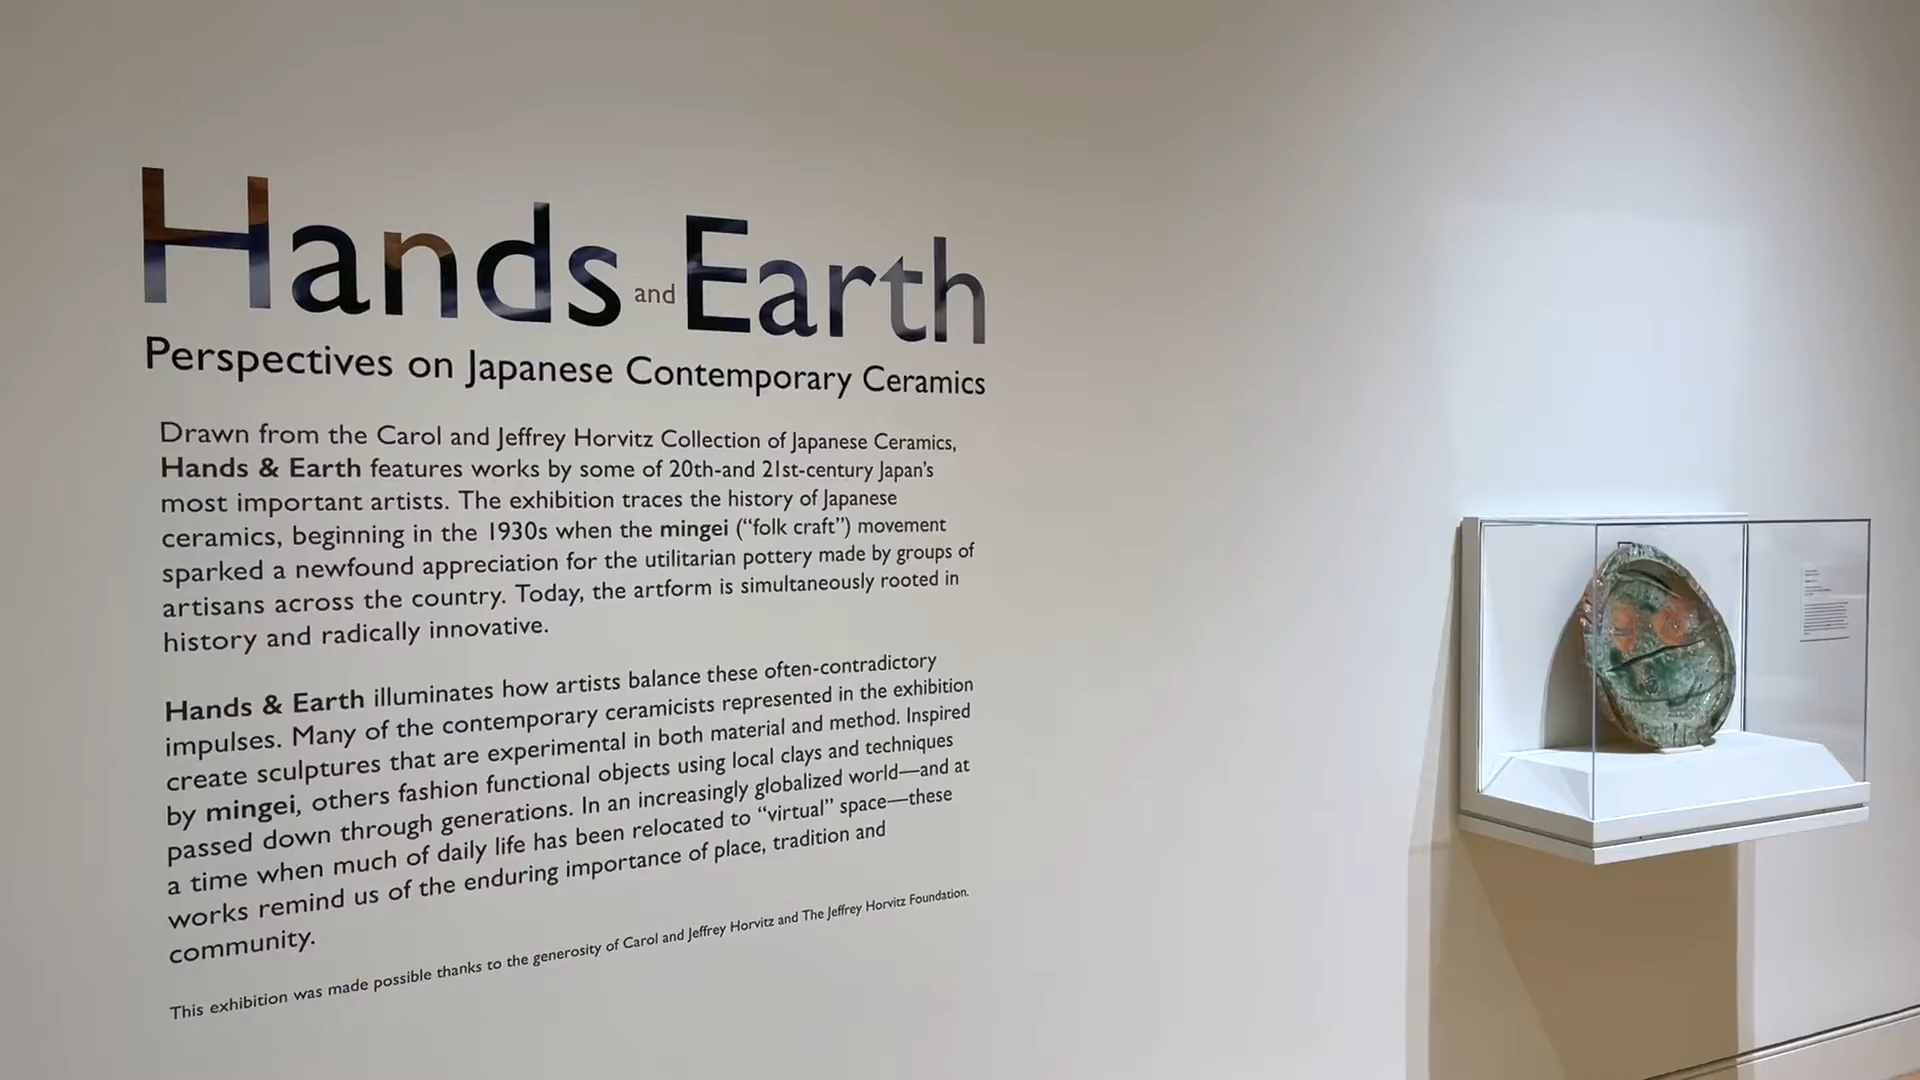 Hands and Earth
Perspectives on Japanese Contemporary Ceramics
Drawn from the Carol and Jeffrey Horvitz Collection of Japanese Ceramics,
Hands & Earth features works by some of 20th-and 21st-century Japan's
most important artists. The exhibition traces the history of Japanese
ceramics, beginning in the 1930s when the mingei (“folk craft”) movement
sparked a newfound appreciation for the utilitarian pottery made by groups of
artisans across the country. Today, the artform is simultaneously rooted in
history and radically innovative.
Hands & Earth illuminates how artists balance these often-contradictory
impulses. Many of the contemporary ceramicists represented in the exhibition
create sculptures that are experimental in both material and method. Inspired
by mingei, others fashion functional objects using local clays and techniques
passed down through generations. In an increasingly globalized world—and at
a time when much of daily life has been relocated to “virtual” space—these
works remind us of the enduring importance of place, tradition and
community.
This exhibition was made possible thanks to the generosity of Carol and Jeffrey Horvitz and The Jeffrey Horvitz Foundation.